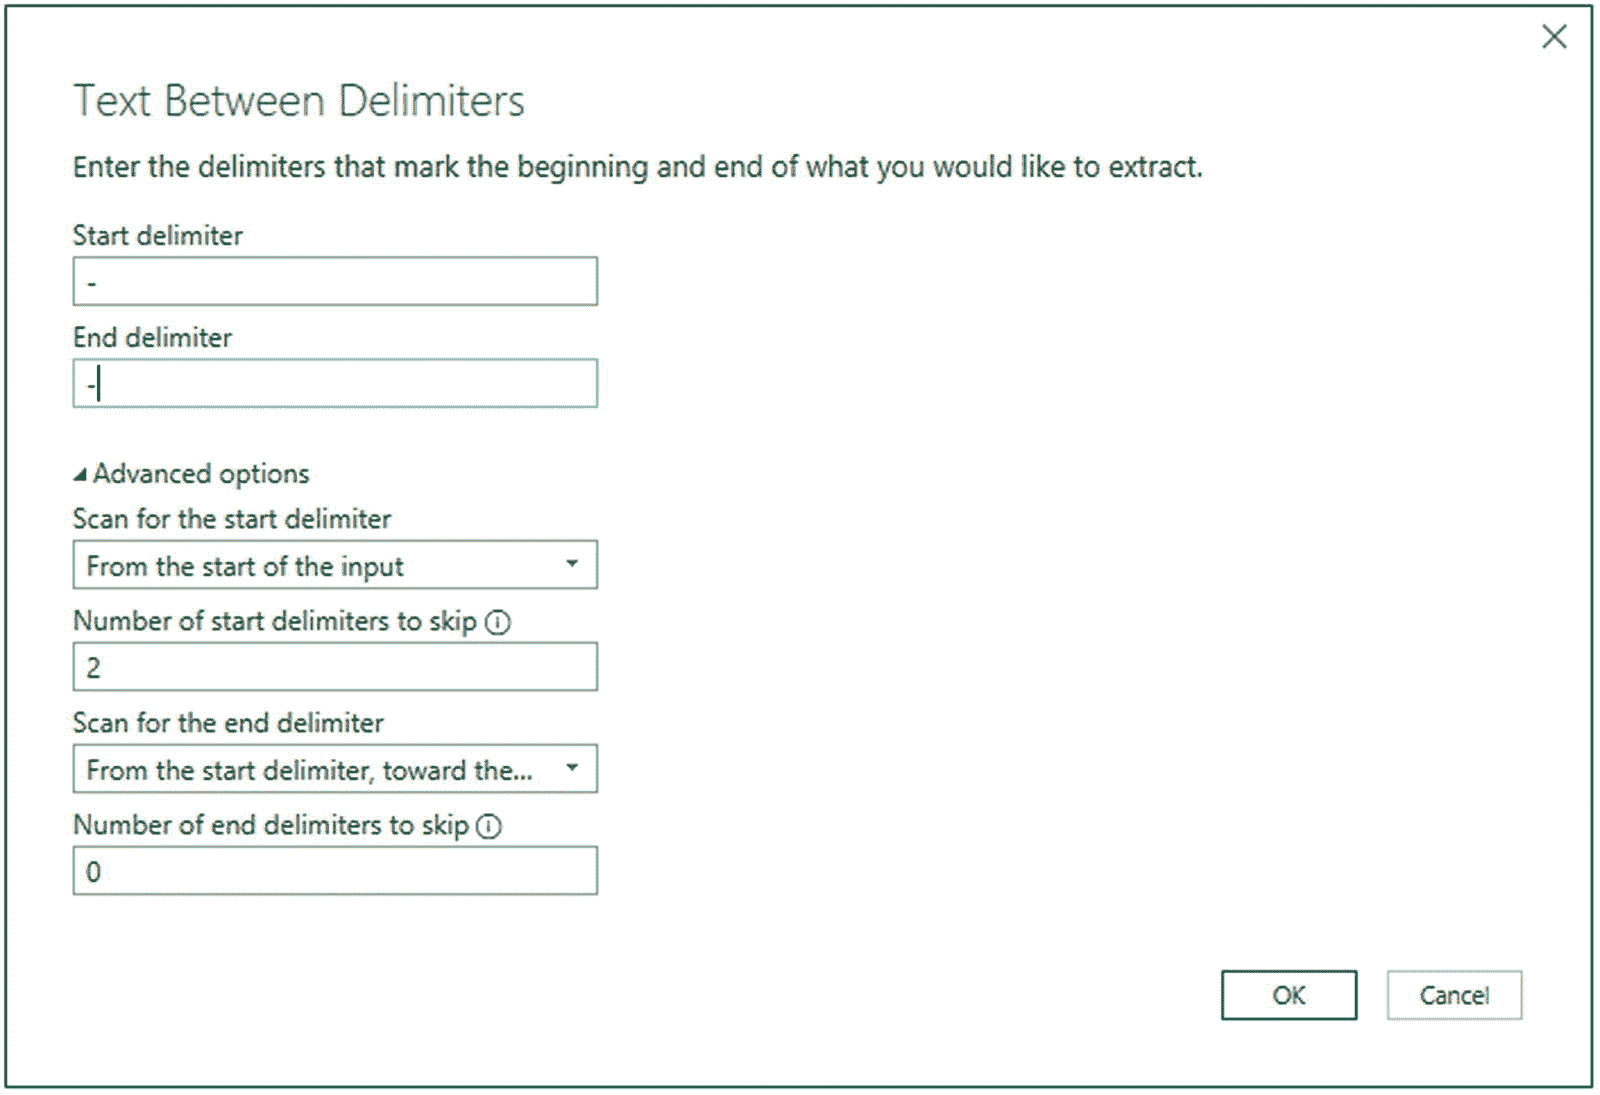 Text Between Delimiters
Enter the delimiters that mark the beginning and end of what you would like to extract.
Start delimiter
-
End delimiter
-
Advanced options
Scan for the start delimiter
From the start of the input
Number of start delimiters to skip
2
Scan for the end delimiter
From the start delimiter, toward the...
Number of end delimiters to skip
0
OK
Cancel